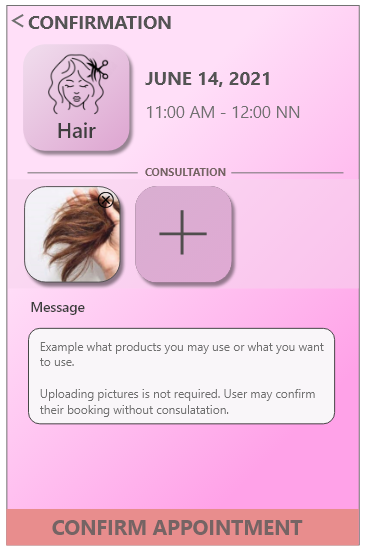 < CONFIRMATION
JUNE 14, 2021
11:00 AM - 12:00 NN
Hair
CONSULTATION
Message
Example what products you may use or what you want
to use.
Uploading pictures is not required. User may confirm
their booking without consulatation.
CONFIRM APPOINTMENT